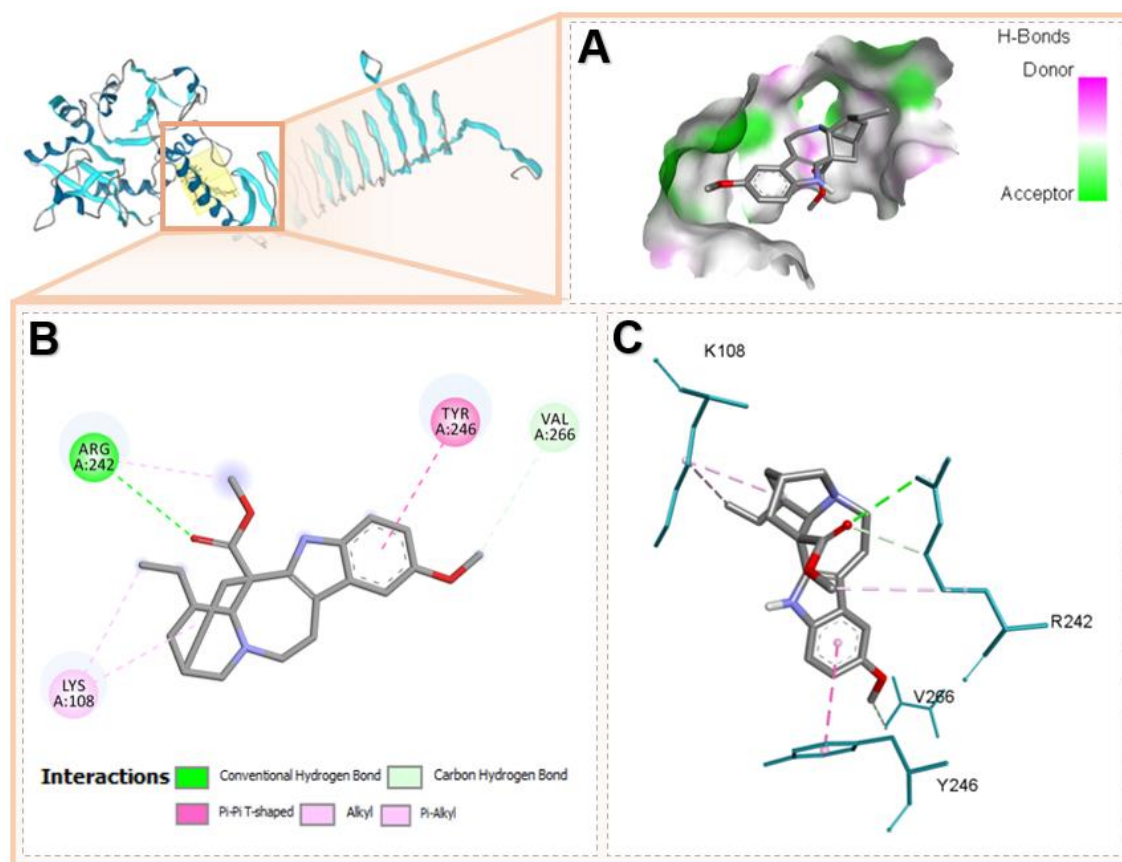 A
H-Bonds
Donor
Acceptor
B
ARG
A:242
TYR
A:246
VAL
A:266
LYS
A:108
Interactions
Conventional Hydrogen Bond
Carbon Hydrogen Bond
Pi-Pi T-shaped
Alkyl
Pi-Alkyl
C
K108
R242
V266
Y246